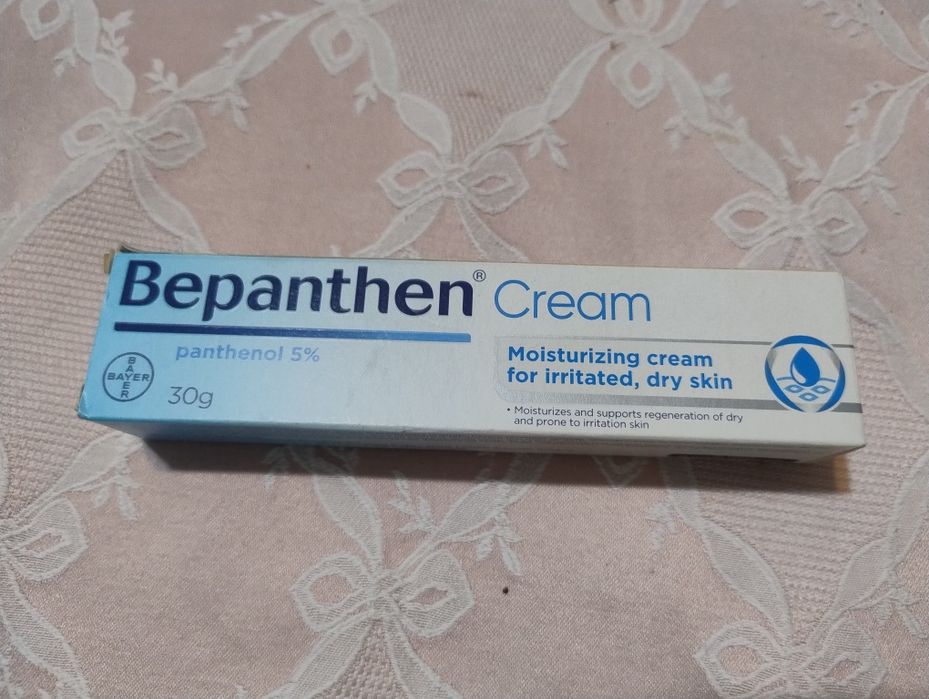 Bepanthen® Cream
panthenol 5%
BAYER
BAYER
30g
Moisturizing cream
for irritated, dry skin
• Moisturizes and supports regeneration of dry
and prone to irritation skin